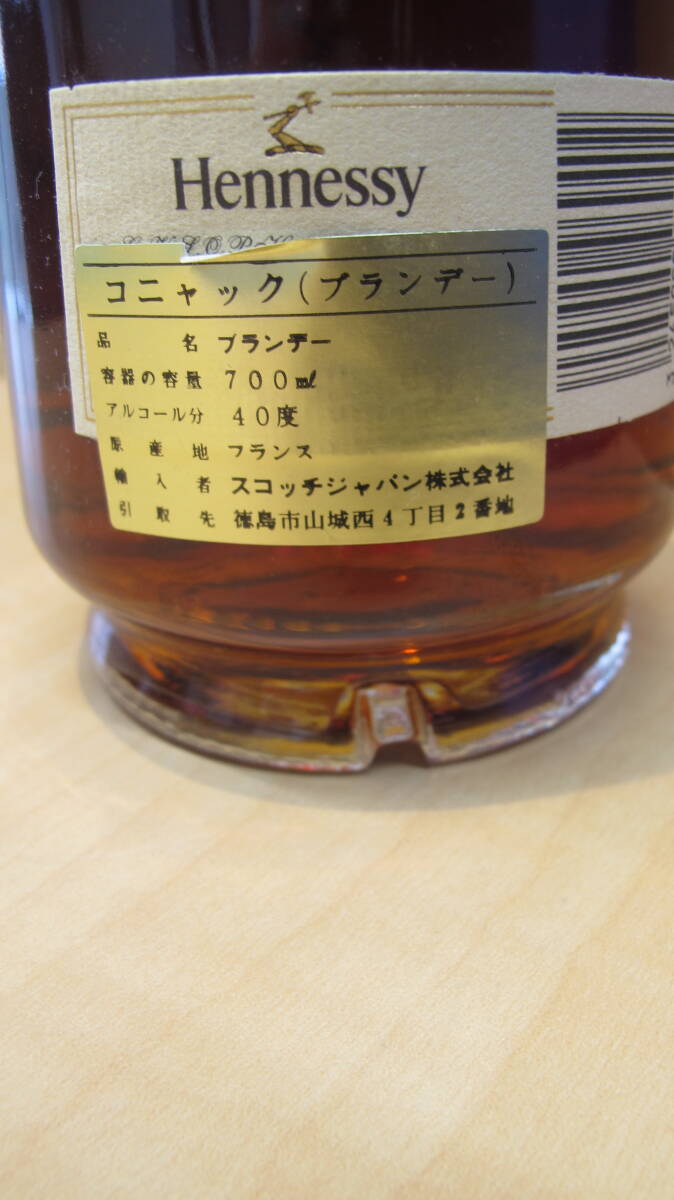 Hennessy
コニャック(ブランデー)
品名 ブランデー
容器の容量 700ml
アルコール分 40度
原産地 フランス
輸入者 スコッチジャパン株式会社
引取先 徳島市山城西4丁目2番地